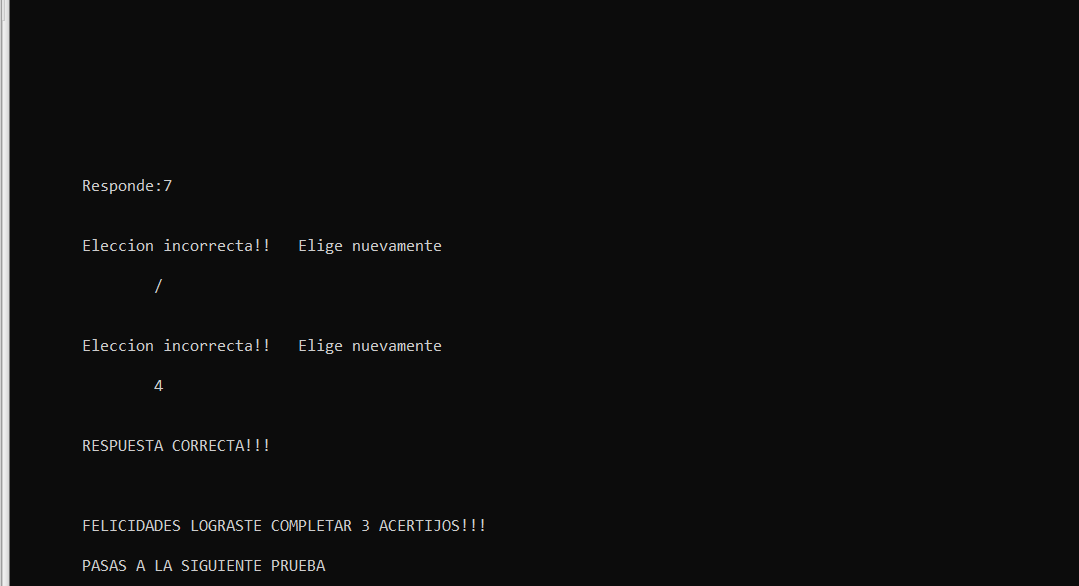 Responde:7
Eleccion incorrecta!!   Elige nuevamente
/
Eleccion incorrecta!!   Elige nuevamente
4
RESPUESTA CORRECTA!!!
FELICIDADES LOGRASTE COMPLETAR 3 ACERTIJOS!!!
PASAS A LA SIGUIENTE PRUEBA